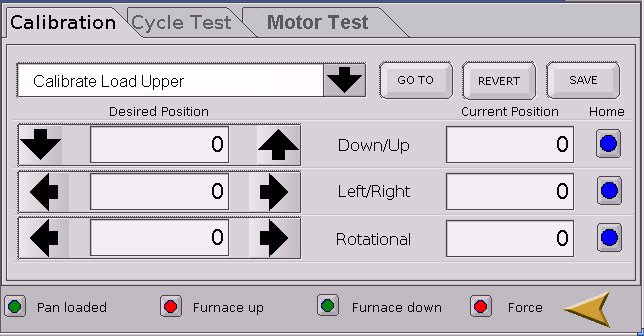 Calibration Cycle Test Motor Test
Calibrate Load Upper GO TO REVERT SAVE
Desired Position Current Position Home
0 Down/Up 0
0 Left/Right 0
0 Rotational 0
Pan loaded Furnace up Furnace down Force